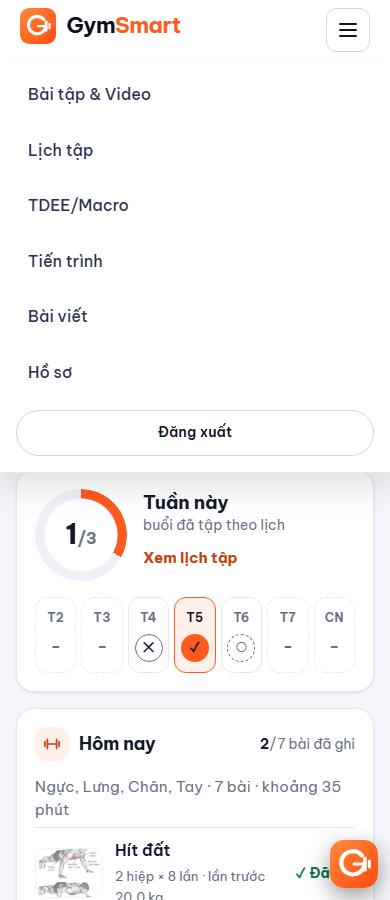 GymSmart
Bài tập & Video
Lịch tập
TDEE/Macro
Tiến trình
Bài viết
Hồ sơ
Đăng xuất
1/3
Tuần này
buổi đã tập theo lịch
Xem lịch tập
T2 T3 T4 T5 T6 T7 CN
– – ✕ ✓ ○ – –
Hôm nay
2/7 bài đã ghi
Ngực, Lưng, Chân, Tay · 7 bài · khoảng 35
phút
Hít đất
2 hiệp × 8 lần · lần trước
20,0 kg
✓ Đã